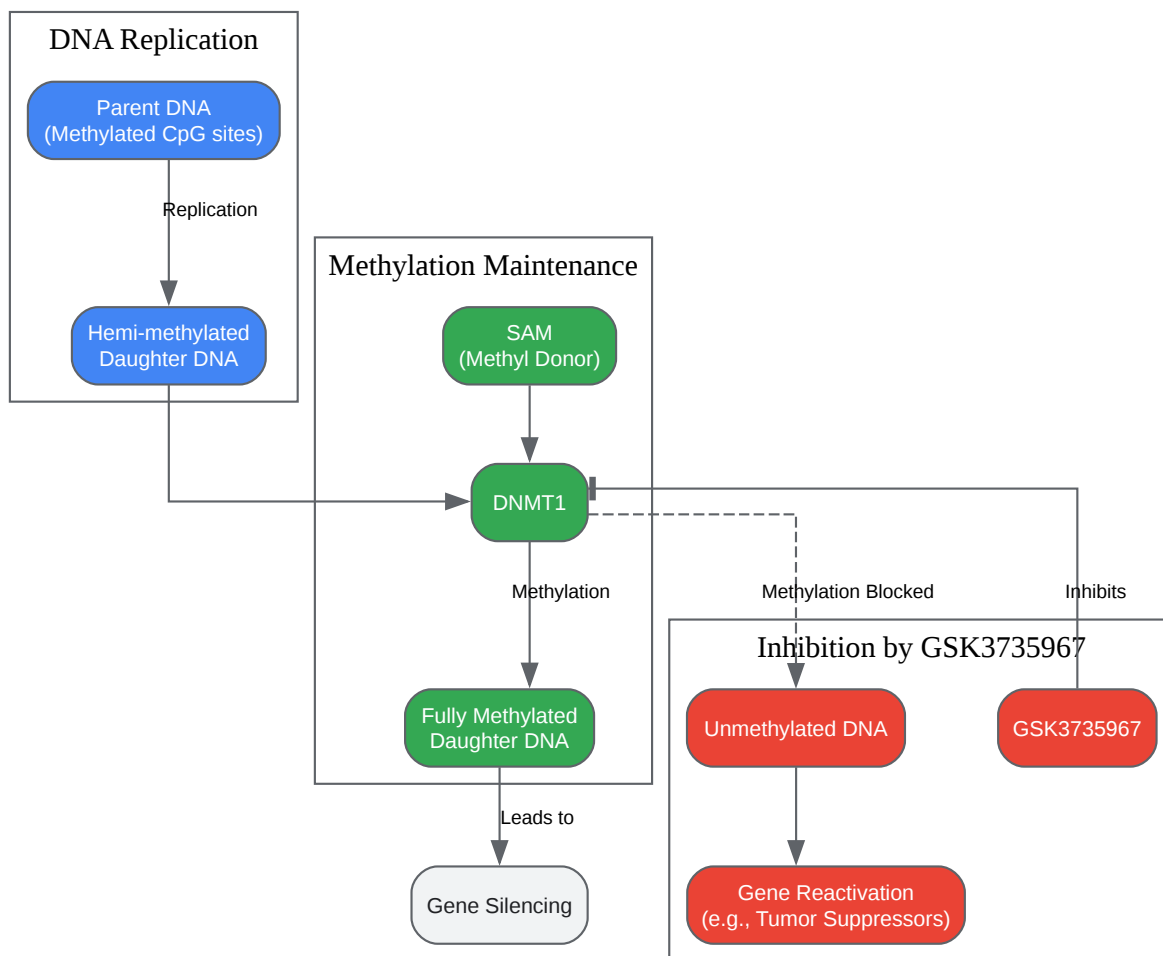 DNA Replication
Parent DNA
(Methylated CpG sites)
Replication
Hemi-methylated
Daughter DNA
Methylation Maintenance
SAM
(Methyl Donor)
DNMT1
Methylation
Fully Methylated
Daughter DNA
Leads to
Gene Silencing
Methylation Blocked
Inhibits
Inhibition by GSK3735967
Unmethylated DNA
GSK3735967
Gene Reactivation
(e.g., Tumor Suppressors)